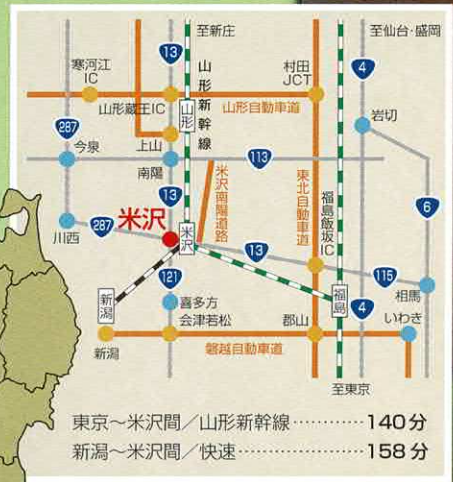 至新庄
至仙台・盛岡
13
4
寒河江
IC
山形新幹線
村田
JCT
山形蔵王IC
山形
山形自動車道
岩切
287
上山
今泉
南陽
113
13
米沢南陽道路
東北自動車道
福島飯坂IC
6
米沢
川西
287
米沢
13
115
新潟
121
喜多方
福島
相馬
4
会津若松
郡山
いわき
新潟
磐越自動車道
至東京
東京〜米沢間/山形新幹線…………140分
新潟〜米沢間/快速…………………158分